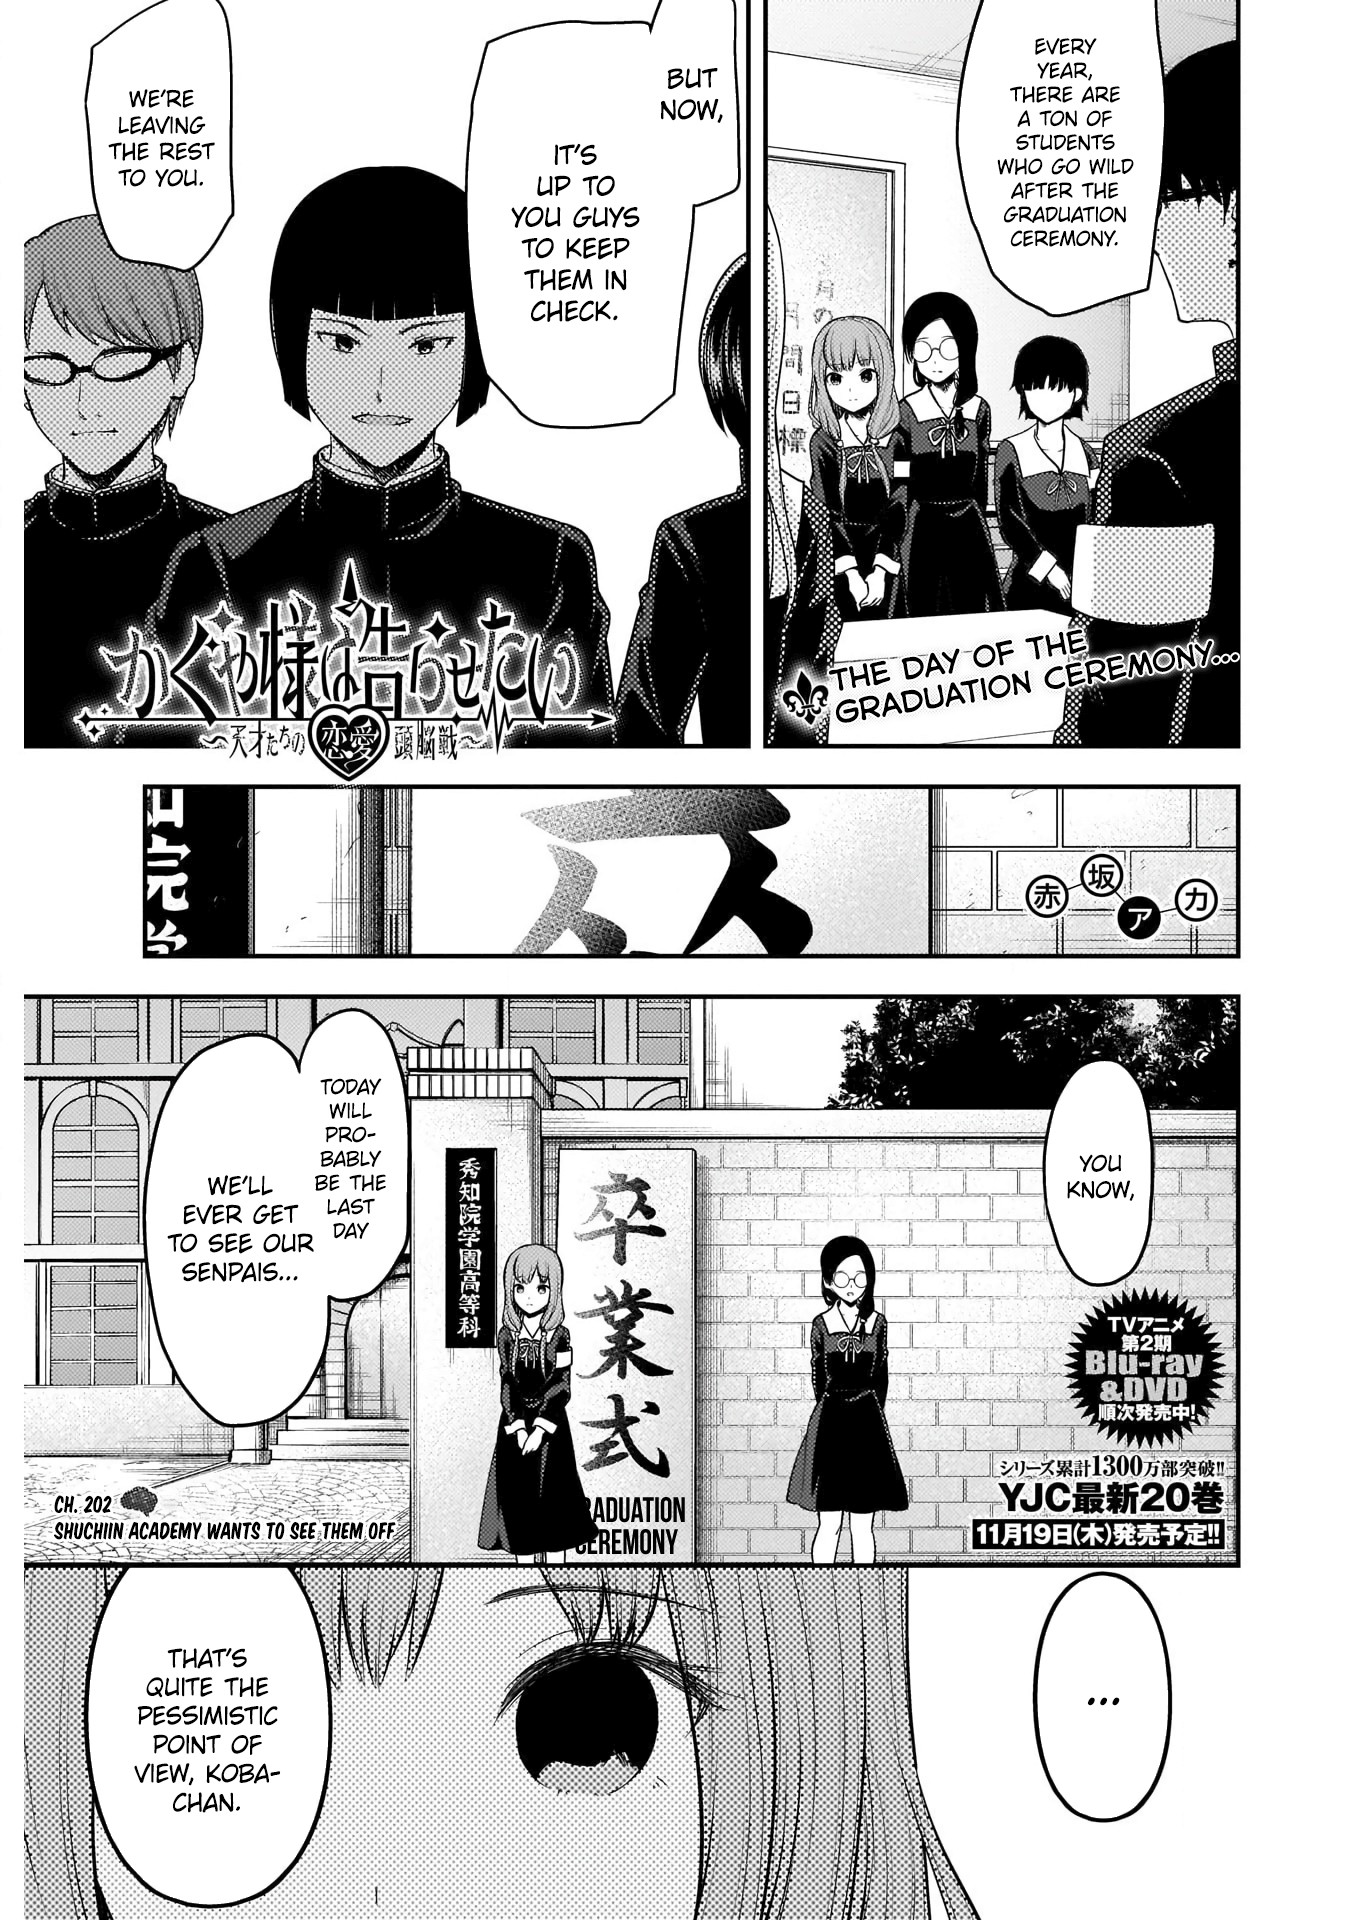 EVERY
YEAR,
THERE ARE
A TON OF
STUDENTS
WHO GO WILD
AFTER THE
GRADUATION
CEREMONY.
THE DAY OF THE
GRADUATION CEREMONY...
BUT
NOW,
IT'S
UP TO
YOU GUYS
TO KEEP
THEM IN
CHECK.
WE'RE
LEAVING
THE REST
TO YOU.
かぐや様は告らせたい
~天才たちの恋愛頭脳戦~
赤坂アカ
YOU
KNOW,
TODAY
WILL
PRO-
BABLY
BE THE
LAST
DAY
WE'LL
EVER GET
TO SEE OUR
SENPAIS...
秀知院学園高等科
卒業式
GRADUATION
CEREMONY
TVアニメ
第2期
Blu-ray
&DVD
順次発売中!
シリーズ累計1300万部突破!!
YJC最新20巻
11月19日(木)発売予定!!
CH. 202
SHUCHIIN ACADEMY WANTS TO SEE THEM OFF
...
THAT'S
QUITE THE
PESSIMISTIC
POINT OF
VIEW, KOBA-
CHAN.